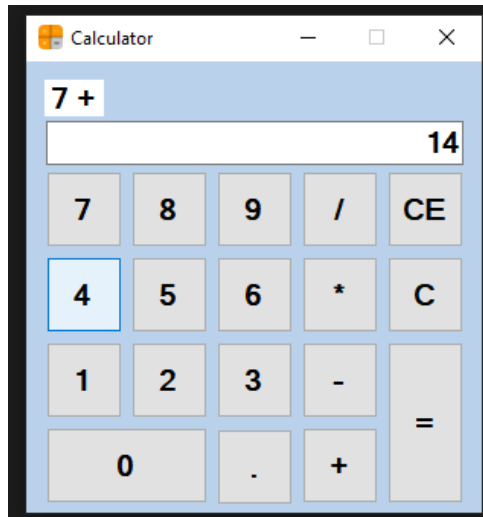 Calculator
7 +
14
7 8 9 / CE
4 5 6 * C
1 2 3 -
=
0 . +